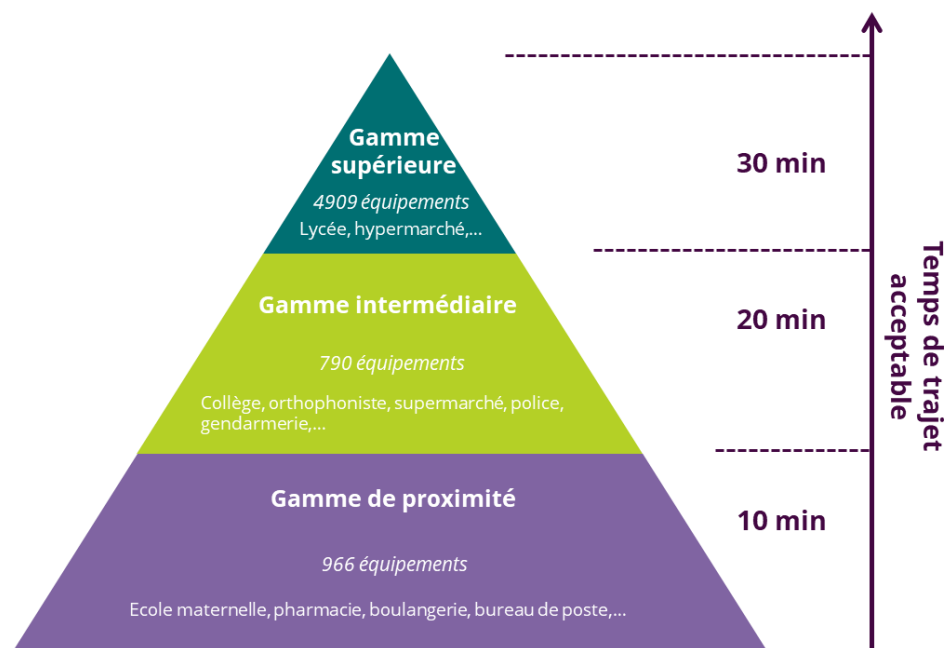 Gamme
supérieure
4909 équipements
Lycée, hypermarché,...
30 min
Gamme intermédiaire
790 équipements
Collège, orthophoniste, supermarché, police,
gendarmerie,...
20 min
Gamme de proximité
966 équipements
Ecole maternelle, pharmacie, boulangerie, bureau de poste,...
10 min
Temps de trajet
acceptable